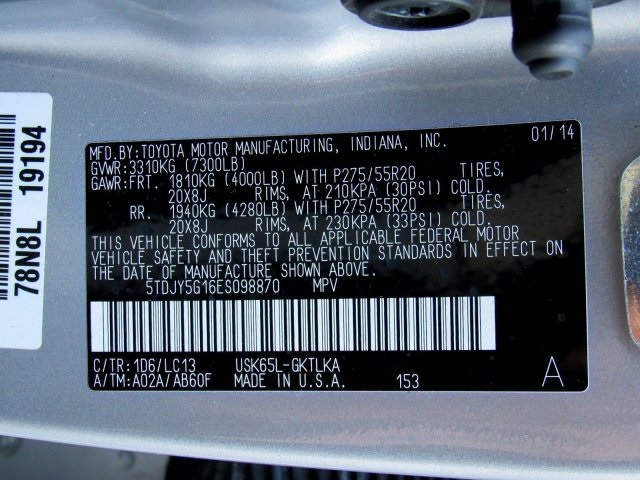 MFD.BY:TOYOTA MOTOR MANUFACTURING, INDIANA, INC. 01/14
GVWR:3310KG (7300LB)
GAWR:FRT. 1810KG (4000LB) WITH P275/55R20 TIRES,
20X8J RIMS, AT 210KPA (30PSI) COLD.
RR. 1940KG (4280LB) WITH P275/55R20 TIRES,
20X8J RIMS, AT 230KPA (33PSI) COLD.
THIS VEHICLE CONFORMS TO ALL APPLICABLE FEDERAL MOTOR
VEHICLE SAFETY AND THEFT PREVENTION STANDARDS IN EFFECT ON
THE DATE OF MANUFACTURE SHOWN ABOVE.
5TDJY5G16ES098870 MPV
C/TR:1D6/LC13 USK65L-GKTLKA
A/TM:A02A/AB60F MADE IN U.S.A. 153 A
78N8L 19194